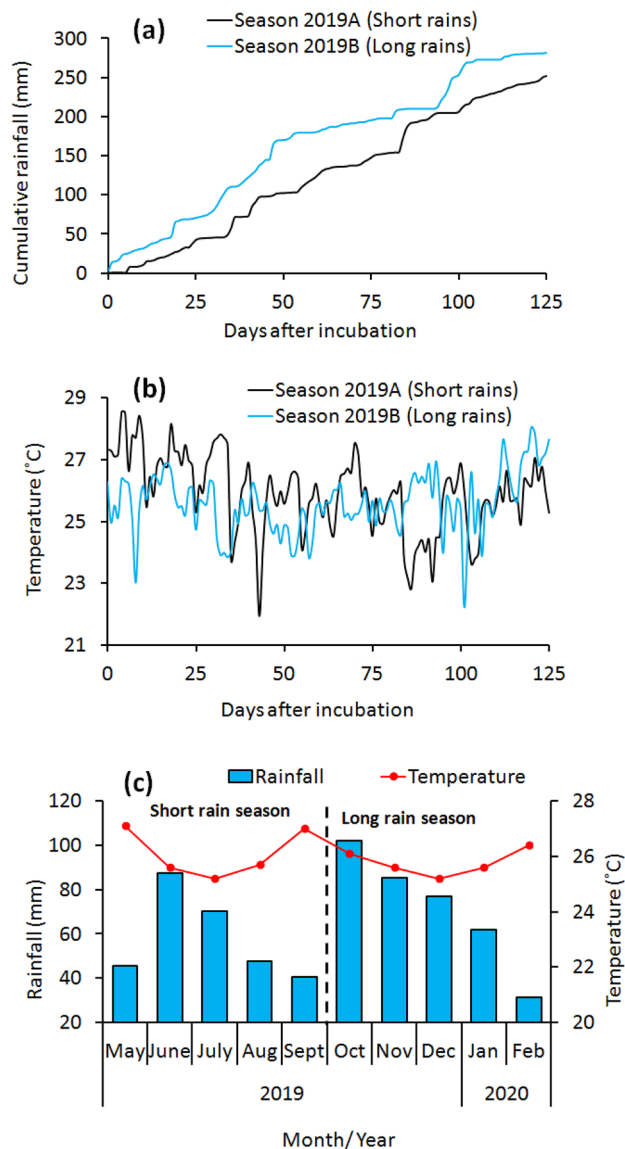 (a)
Season 2019A (Short rains)
Season 2019B (Long rains)
Cumulative rainfall (mm)
300
250
200
150
100
50
0
0 25 50 75 100 125
Days after incubation
(b)
Season 2019A (Short rains)
Season 2019B (Long rains)
Temperature (˚C)
29
27
25
23
21
0 25 50 75 100 125
Days after incubation
(c)
Rainfall Temperature
Short rain season Long rain season
Rainfall (mm)
120
100
80
60
40
20
28
26
24
22
20
Temperature (˚C)
May June July Aug Sept Oct Nov Dec Jan Feb
2019 2020
Month/ Year